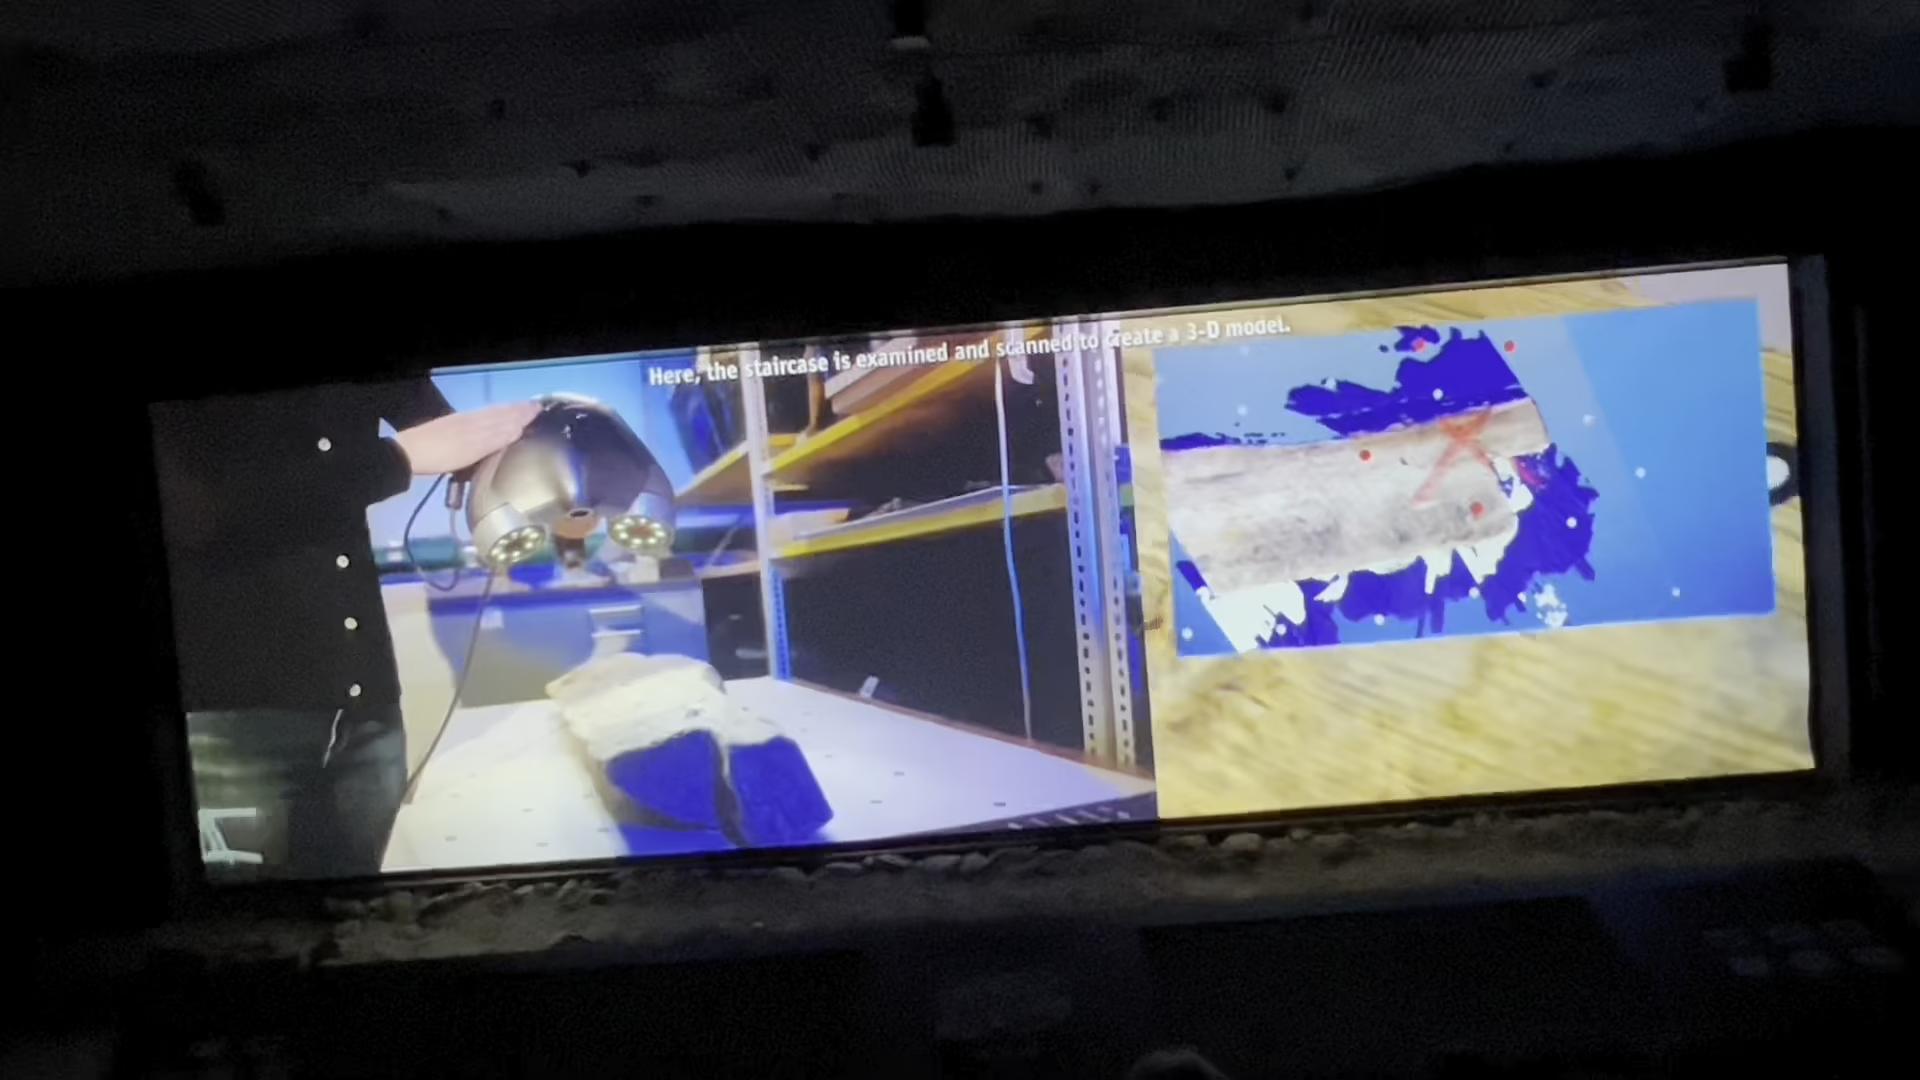 Here, the staircase is examined and scanned to create a 3-D model.